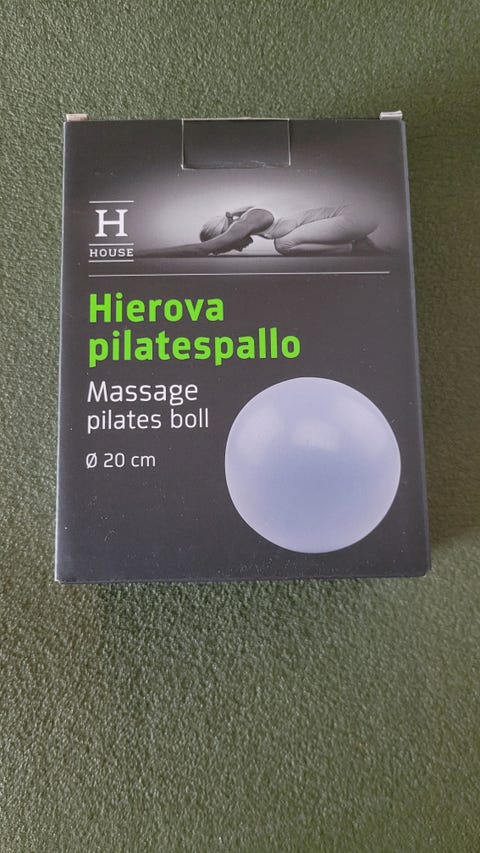 H
HOUSE
Hierova
pilatespallo
Massage
pilates boll
Ø 20 cm